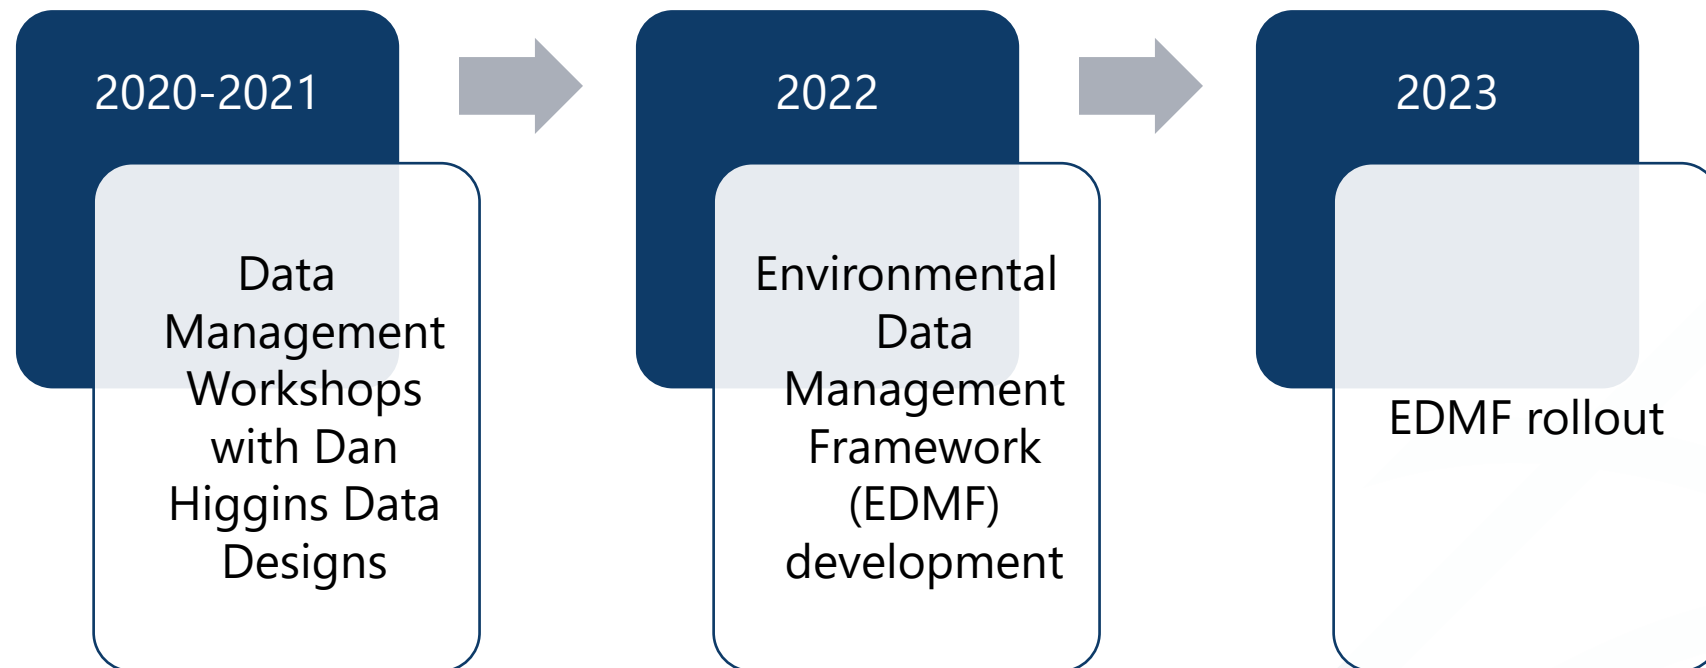 2020-2021
Data
Management
Workshops
with Dan
Higgins Data
Designs
2022
Environmental
Data
Management
Framework
(EDMF)
development
2023
EDMF rollout